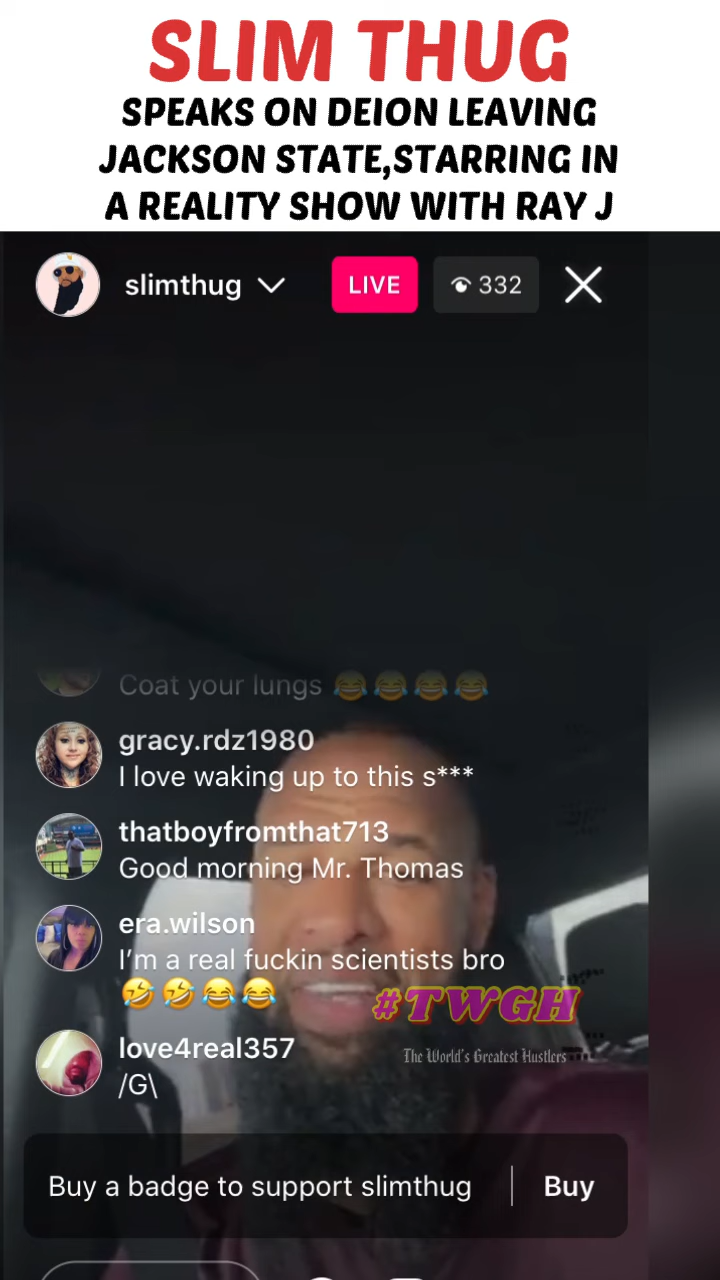 SLIM THUG
SPEAKS ON DEION LEAVING
JACKSON STATE,STARRING IN
A REALITY SHOW WITH RAY J
slimthug
LIVE
332
Coat your lungs 😂😂😂😂
gracy.rdz1980
I love waking up to this s***
thatboyfromthat713
Good morning Mr. Thomas
era.wilson
I'm a real fuckin scientists bro
🤣🤣😂😂
#TWGH
love4real357
The World's Greatest Hustlers
/G\
Buy a badge to support slimthug
Buy